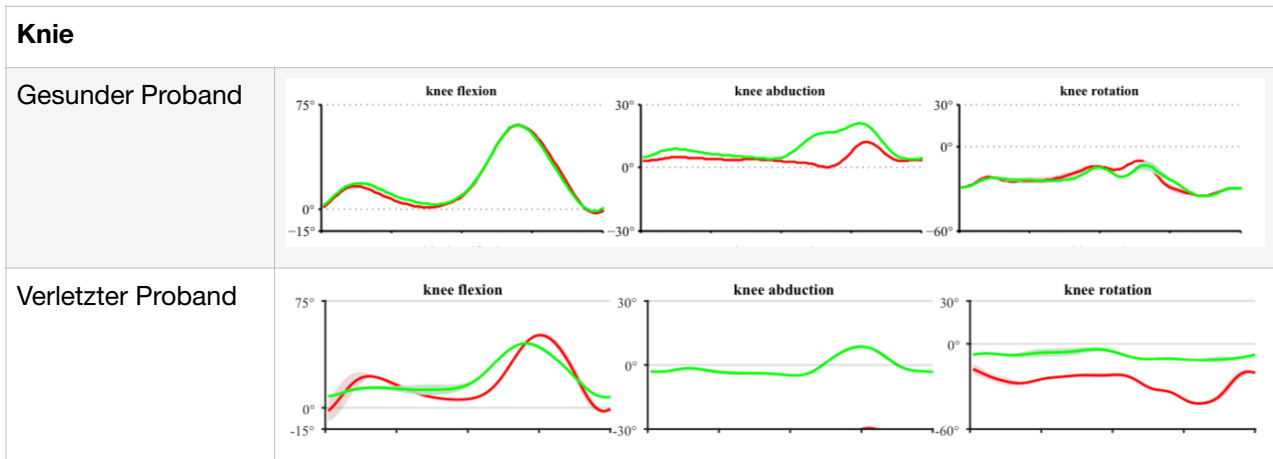 Knie
Gesunder Proband
knee flexion
knee abduction
knee rotation
75°
0°
−15°
30°
0°
−30°
30°
0°
−60°
Verletzter Proband
knee flexion
knee abduction
knee rotation
75°
0°
-15°
30°
0°
-30°
30°
0°
-60°